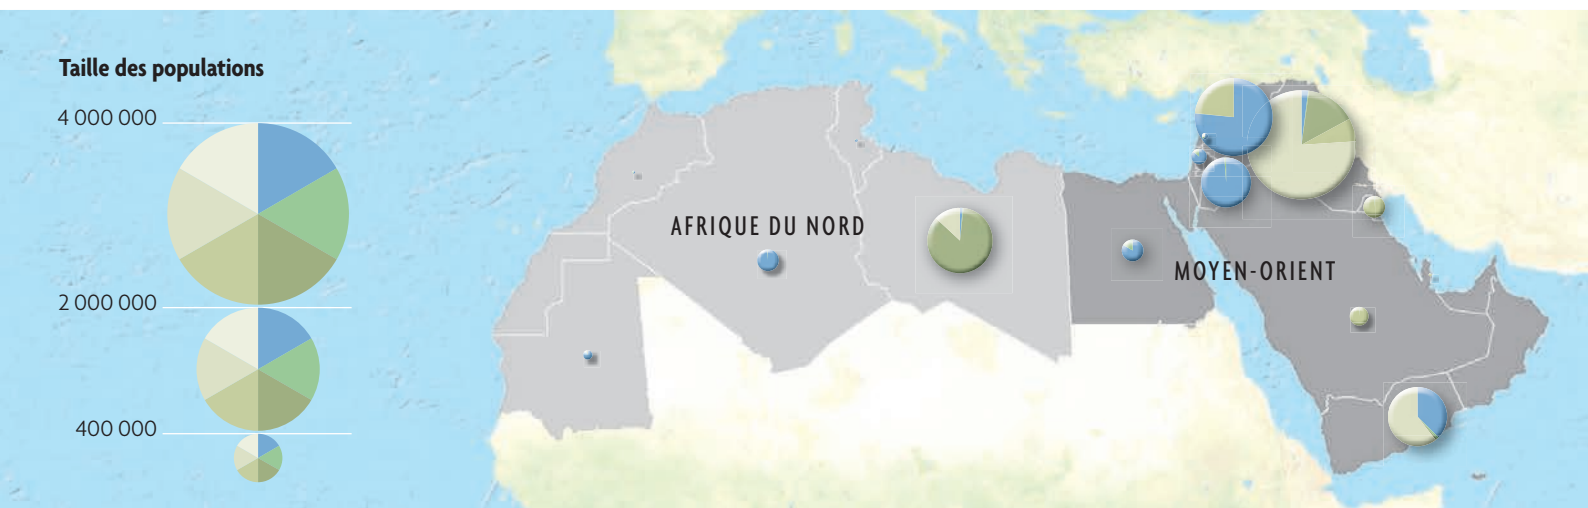 Taille des populations
4 000 000
2 000 000
400 000
AFRIQUE DU NORD
MOYEN-ORIENT